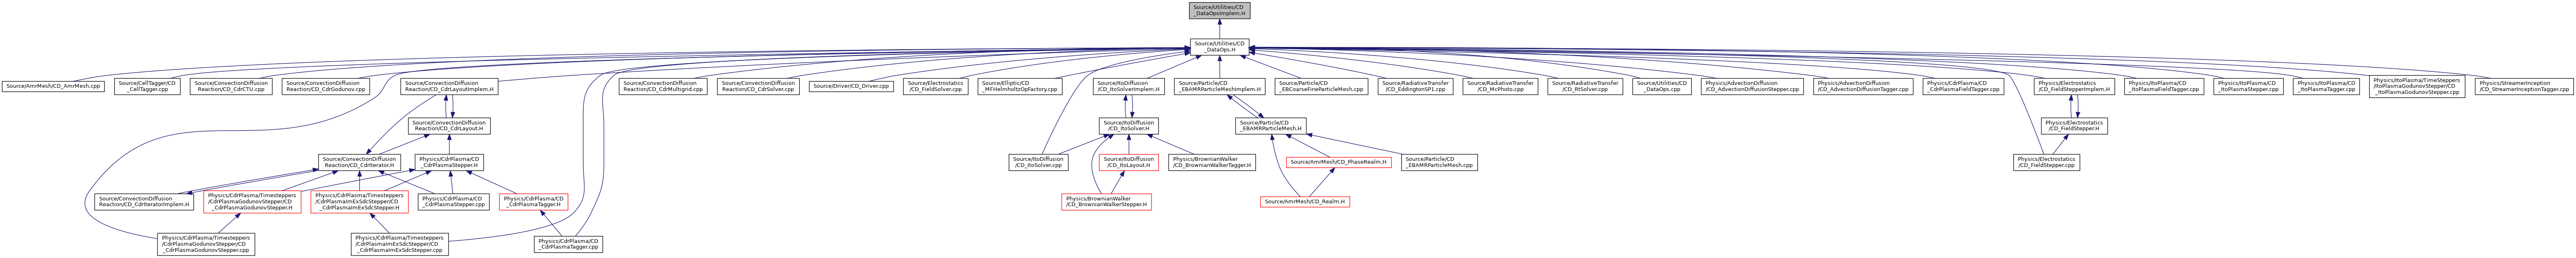 Source/Utilities/CD
_DataOpsImplem.H
Source/Utilities/CD
_DataOps.H
Source/AmrMesh/CD_AmrMesh.cpp
Source/CellTagger/CD
_CellTagger.cpp
Source/ConvectionDiffusion
Reaction/CD_CdrCTU.cpp
Source/ConvectionDiffusion
Reaction/CD_CdrGodunov.cpp
Source/ConvectionDiffusion
Reaction/CD_CdrLayoutImplem.H
Source/ConvectionDiffusion
Reaction/CD_CdrMultigrid.cpp
Source/ConvectionDiffusion
Reaction/CD_CdrSolver.cpp
Source/Driver/CD_Driver.cpp
Source/Electrostatics
/CD_FieldSolver.cpp
Source/Elliptic/CD
_MFHelmholtzOpFactory.cpp
Source/ItoDiffusion
/CD_ItoSolverImplem.H
Source/Particle/CD
_EBAMRParticleMeshImplem.H
Source/Particle/CD
_EBCoarseFineParticleMesh.cpp
Source/RadiativeTransfer
/CD_EddingtonSP1.cpp
Source/RadiativeTransfer
/CD_McPhoto.cpp
Source/RadiativeTransfer
/CD_RtSolver.cpp
Source/Utilities/CD
_DataOps.cpp
Physics/AdvectionDiffusion
/CD_AdvectionDiffusionStepper.cpp
Physics/AdvectionDiffusion
/CD_AdvectionDiffusionTagger.cpp
Physics/CdrPlasma/CD
_CdrPlasmaFieldTagger.cpp
Physics/Electrostatics
/CD_FieldStepperImplem.H
Physics/ItoPlasma/CD
_ItoPlasmaFieldTagger.cpp
Physics/ItoPlasma/CD
_ItoPlasmaStepper.cpp
Physics/ItoPlasma/CD
_ItoPlasmaTagger.cpp
Physics/ItoPlasma/TimeSteppers
/ItoPlasmaGodunovStepper/CD
_ItoPlasmaGodunovStepper.cpp
Physics/StreamerInception
/CD_StreamerInceptionTagger.cpp
Source/ConvectionDiffusion
Reaction/CD_CdrLayout.H
Source/ItoDiffusion
/CD_ItoSolver.H
Source/Particle/CD
_EBAMRParticleMesh.H
Physics/Electrostatics
/CD_FieldStepper.H
Source/ConvectionDiffusion
Reaction/CD_CdrIterator.H
Physics/CdrPlasma/CD
_CdrPlasmaStepper.H
Source/ItoDiffusion
/CD_ItoSolver.cpp
Source/ItoDiffusion
/CD_ItoLayout.H
Physics/BrownianWalker
/CD_BrownianWalkerTagger.H
Source/AmrMesh/CD_PhaseRealm.H
Source/Particle/CD
_EBAMRParticleMesh.cpp
Physics/Electrostatics
/CD_FieldStepper.cpp
Source/ConvectionDiffusion
Reaction/CD_CdrIteratorImplem.H
Physics/CdrPlasma/Timesteppers
/CdrPlasmaGodunovStepper/CD
_CdrPlasmaGodunovStepper.H
Physics/CdrPlasma/Timesteppers
/CdrPlasmaImExSdcStepper/CD
_CdrPlasmaImExSdcStepper.H
Physics/CdrPlasma/CD
_CdrPlasmaStepper.cpp
Physics/CdrPlasma/CD
_CdrPlasmaTagger.H
Physics/BrownianWalker
/CD_BrownianWalkerStepper.H
Source/AmrMesh/CD_Realm.H
Physics/CdrPlasma/Timesteppers
/CdrPlasmaGodunovStepper/CD
_CdrPlasmaGodunovStepper.cpp
Physics/CdrPlasma/Timesteppers
/CdrPlasmaImExSdcStepper/CD
_CdrPlasmaImExSdcStepper.cpp
Physics/CdrPlasma/CD
_CdrPlasmaTagger.cpp